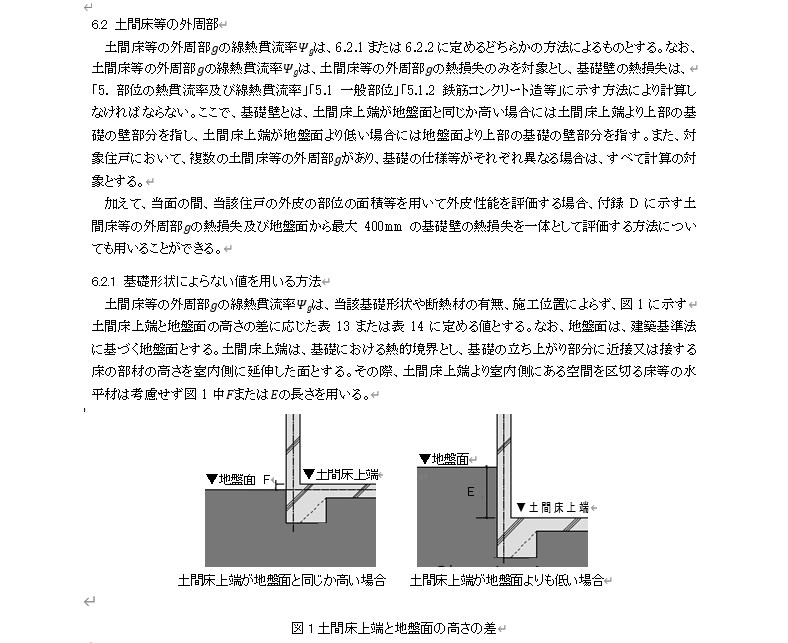 6.2 土間床等の外周部
土間床等の外周部gの線熱貫流率Ψgは、6.2.1または6.2.2に定めるどちらかの方法によるものとする。なお、
土間床等の外周部gの線熱貫流率Ψgは、土間床等の外周部gの熱損失のみを対象とし、基礎壁の熱損失は、
「5. 部位の熱貫流率及び線熱貫流率」「5.1 一般部位」「5.1.2 鉄筋コンクリート造等」に示す方法により計算し
なければならない。ここで、基礎壁とは、土間床上端が地盤面と同じか高い場合には土間床上端より上部の基
礎の壁部分を指し、土間床上端が地盤面より低い場合には地盤面より上部の基礎の壁部分を指す。また、対
象住戸において、複数の土間床等の外周部gがあり、基礎の仕様等がそれぞれ異なる場合は、すべて計算の対
象とする。
加えて、当面の間、当該住戸の外皮の部位の面積等を用いて外皮性能を評価する場合、付録 D に示す土
間床等の外周部gの熱損失及び地盤面から最大 400mm の基礎壁の熱損失を一体として評価する方法につい
ても用いることができる。
6.2.1 基礎形状によらない値を用いる方法
土間床等の外周部gの線熱貫流率Ψgは、当該基礎形状や断熱材の有無、施工位置によらず、図 1 に示す
土間床上端と地盤面の高さの差に応じた表 13 または表 14 に定める値とする。なお、地盤面は、建築基準法
に基づく地盤面とする。土間床上端は、基礎における熱的境界とし、基礎の立ち上がり部分に近接又は接する
床の部材の高さを室内側に延伸した面とする。その際、土間床上端より室内側にある空間を区切る床等の水
平材は考慮せず図 1 中FまたはEの長さを用いる。
▼地盤面 F ▼土間床上端
▼地盤面
E
▼土間床上端
土間床上端が地盤面と同じか高い場合
土間床上端が地盤面よりも低い場合
図 1 土間床上端と地盤面の高さの差